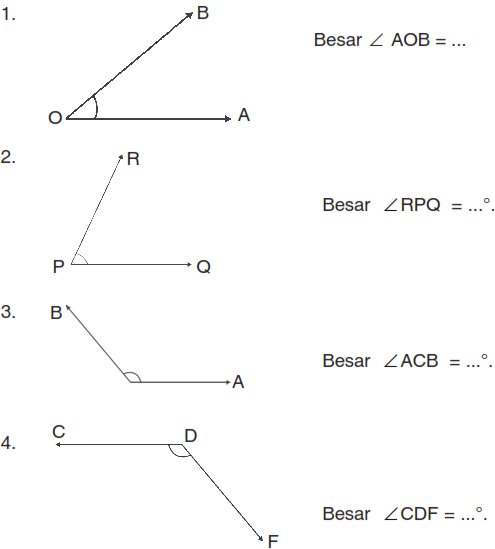 1.
B
Besar ∠ AOB = ...
O
A
2.
R
Besar ∠RPQ = ...°.
P
Q
3.
B
Besar ∠ACB = ...°.
A
4.
C
D
Besar ∠CDF = ...°.
F